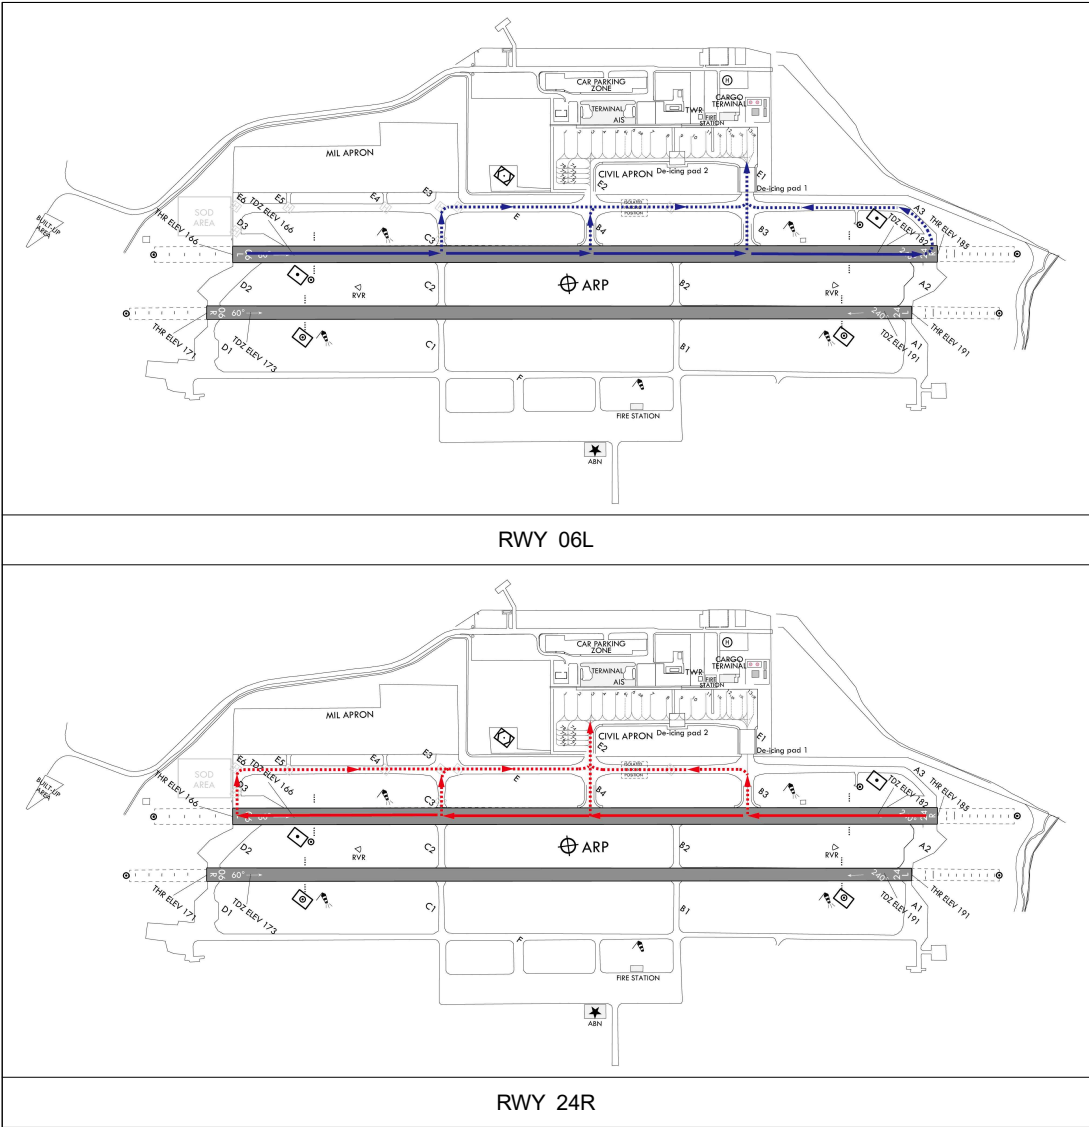 CAR PARKING
ZONE
H
CARGO
TERMINAL
TERMINAL
AIS
TWR
FIRE
STATION
MIL APRON
CIVIL APRON
De-icing pad 2
E1
De-icing pad 1
E2
E3
E4
E5
E6
SOD
AREA
BUILT-UP
AREA
THR ELEV 166
TDZ ELEV 166
D3
C3
E
B4
ISOLATED
POSITION
B3
A3
THR ELEV 185
TDZ ELEV 182
D2
RVR
C2
ARP
B2
RVR
A2
R
06
60°
240°
24
L
THR ELEV 171
D1
TDZ ELEV 173
C1
B1
TDZ ELEV 191
A1
THR ELEV 191
F
FIRE STATION
ABN
RWY 06L
CAR PARKING
ZONE
H
CARGO
TERMINAL
TERMINAL
AIS
TWR
FIRE
STATION
MIL APRON
CIVIL APRON
De-icing pad 2
E1
De-icing pad 1
E2
E3
E4
E5
E6
SOD
AREA
BUILT-UP
AREA
THR ELEV 166
TDZ ELEV 166
D3
C3
E
B4
ISOLATED
POSITION
B3
A3
THR ELEV 185
TDZ ELEV 182
D2
RVR
C2
ARP
B2
RVR
A2
R
06
60°
240°
24
L
THR ELEV 171
D1
TDZ ELEV 173
C1
B1
TDZ ELEV 191
A1
THR ELEV 191
F
FIRE STATION
ABN
RWY 24R